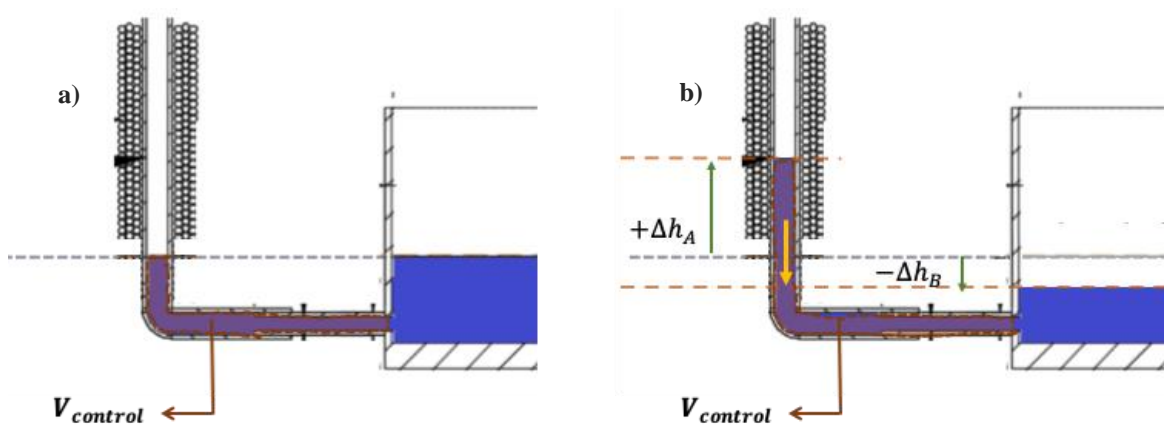 a)
V_control
b)
+Δh_A
−Δh_B
V_control